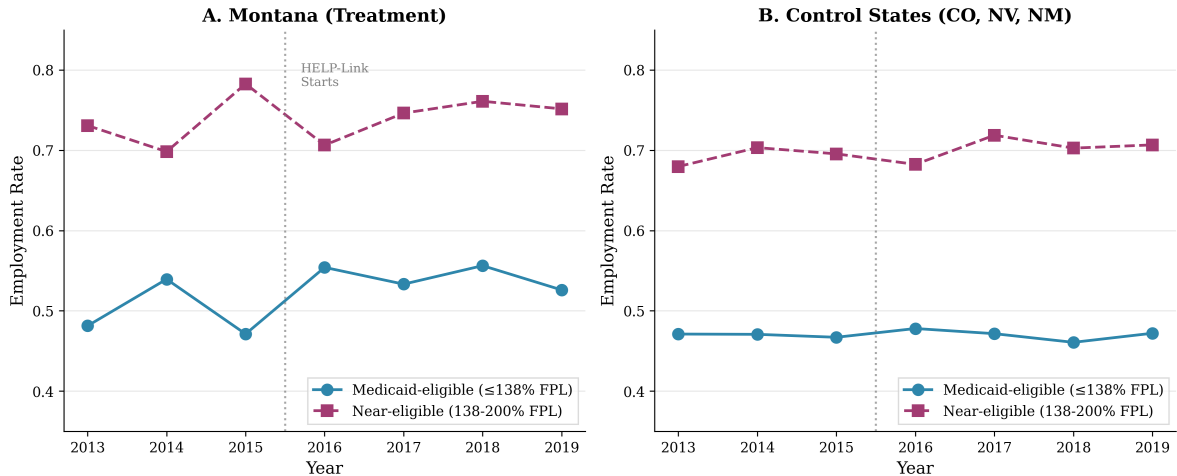 A. Montana (Treatment)
Employment Rate
0.8
0.7
0.6
0.5
0.4
HELP-Link
Starts
Medicaid-eligible (≤138% FPL)
Near-eligible (138-200% FPL)
2013 2014 2015 2016 2017 2018 2019
Year
B. Control States (CO, NV, NM)
Employment Rate
0.8
0.7
0.6
0.5
0.4
Medicaid-eligible (≤138% FPL)
Near-eligible (138-200% FPL)
2013 2014 2015 2016 2017 2018 2019
Year